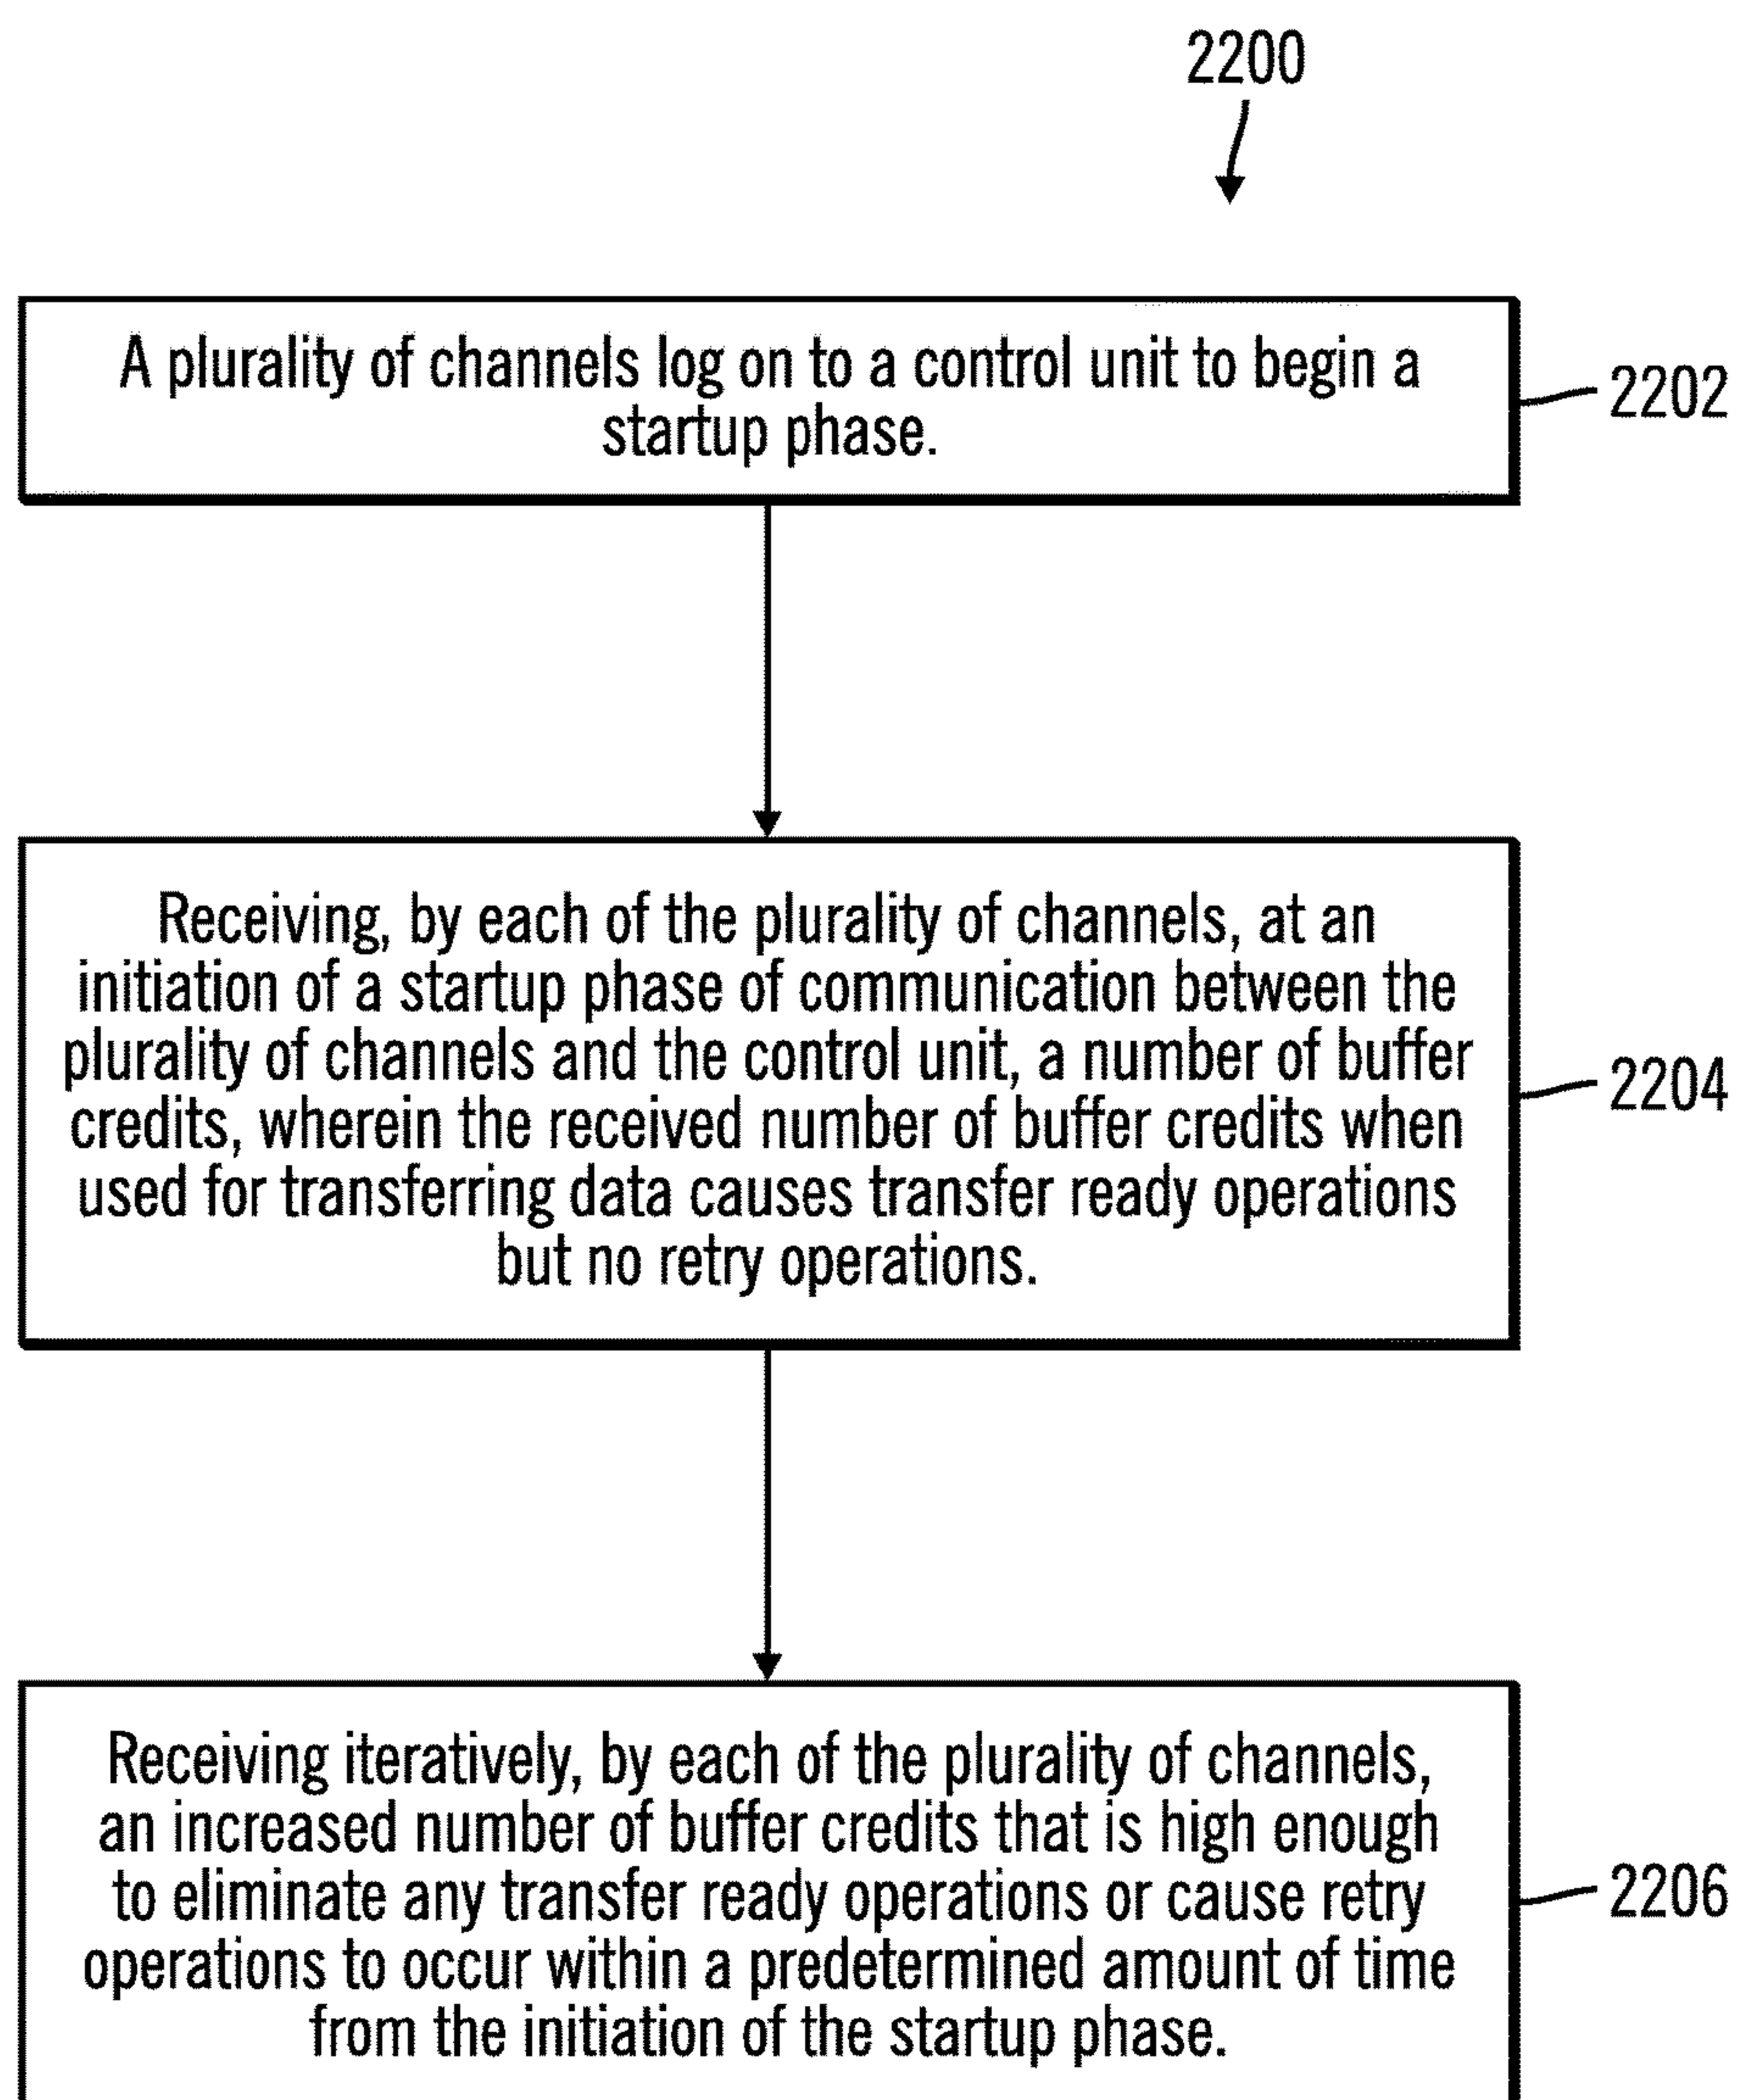 2200
A plurality of channels log on to a control unit to begin a
startup phase.
2202
Receiving, by each of the plurality of channels, at an
initiation of a startup phase of communication between the
plurality of channels and the control unit, a number of buffer
credits, wherein the received number of buffer credits when
used for transferring data causes transfer ready operations
but no retry operations.
2204
Receiving iteratively, by each of the plurality of channels,
an increased number of buffer credits that is high enough
to eliminate any transfer ready operations or cause retry
operations to occur within a predetermined amount of time
from the initiation of the startup phase.
2206